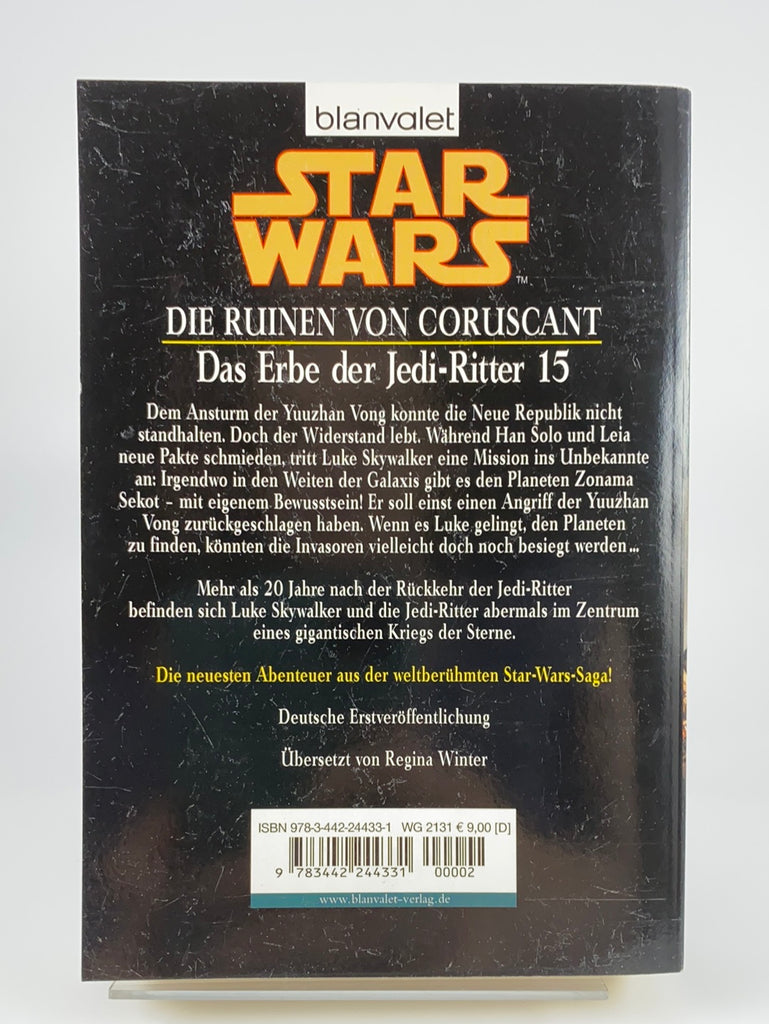 blanvalet
STAR
WARS
TM
DIE RUINEN VON CORUSCANT
Das Erbe der Jedi-Ritter 15
Dem Ansturm der Yuuzhan Vong konnte die Neue Republik nicht
standhalten. Doch der Widerstand lebt. Während Han Solo und Leia
neue Pakte schmieden, tritt Luke Skywalker eine Mission ins Unbekannte
an: Irgendwo in den Weiten der Galaxis gibt es den Planeten Zonama
Sekot – mit eigenem Bewusstsein! Er soll einst einen Angriff der Yuuzhan
Vong zurückgeschlagen haben. Wenn es Luke gelingt, den Planeten
zu finden, könnten die Invasoren vielleicht doch noch besiegt werden ...
Mehr als 20 Jahre nach der Rückkehr der Jedi-Ritter
befinden sich Luke Skywalker und die Jedi-Ritter abermals im Zentrum
eines gigantischen Kriegs der Sterne.
Die neuesten Abenteuer aus der weltberühmten Star-Wars-Saga!
Deutsche Erstveröffentlichung
Übersetzt von Regina Winter
ISBN 978-3-442-24433-1 WG 2131 € 9,00 [D]
9 783442 244331 00002
www.blanvalet-verlag.de